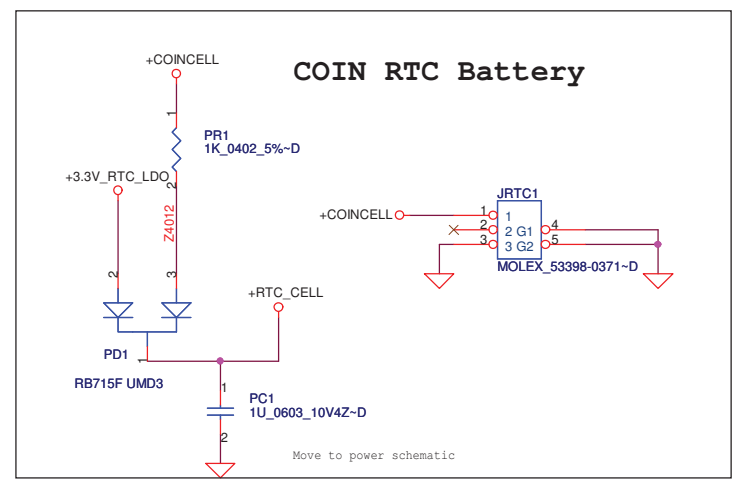 +COINCELL
COIN RTC Battery
1
PR1
1K_0402_5%~D
+3.3V_RTC_LDO
2
Z4012
JRTC1
+COINCELL
1
1
2
2 G1
4
3
3 G2
5
MOLEX_53398-0371~D
2
3
+RTC_CELL
PD1
1
RB715F UMD3
1
PC1
1U_0603_10V4Z~D
2
Move to power schematic